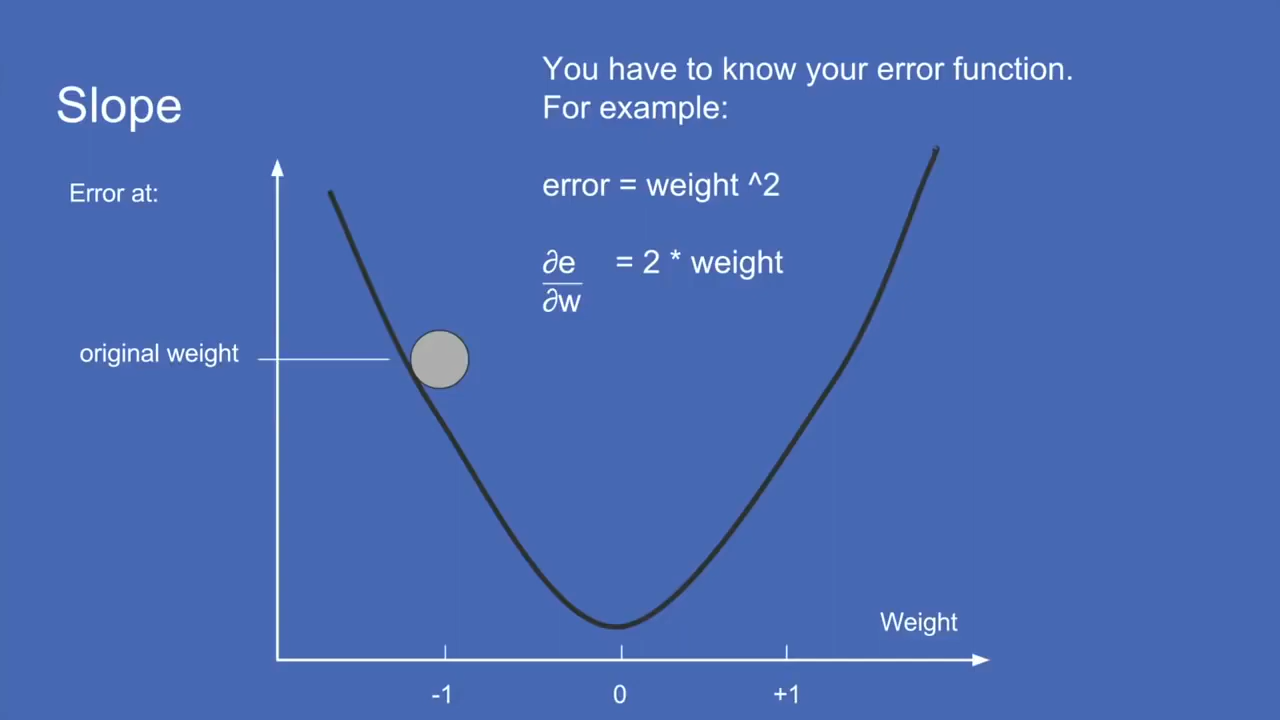 Slope
You have to know your error function.
For example:
error = weight ^2
∂e = 2 * weight
∂w
Error at:
original weight
Weight
-1 0 +1